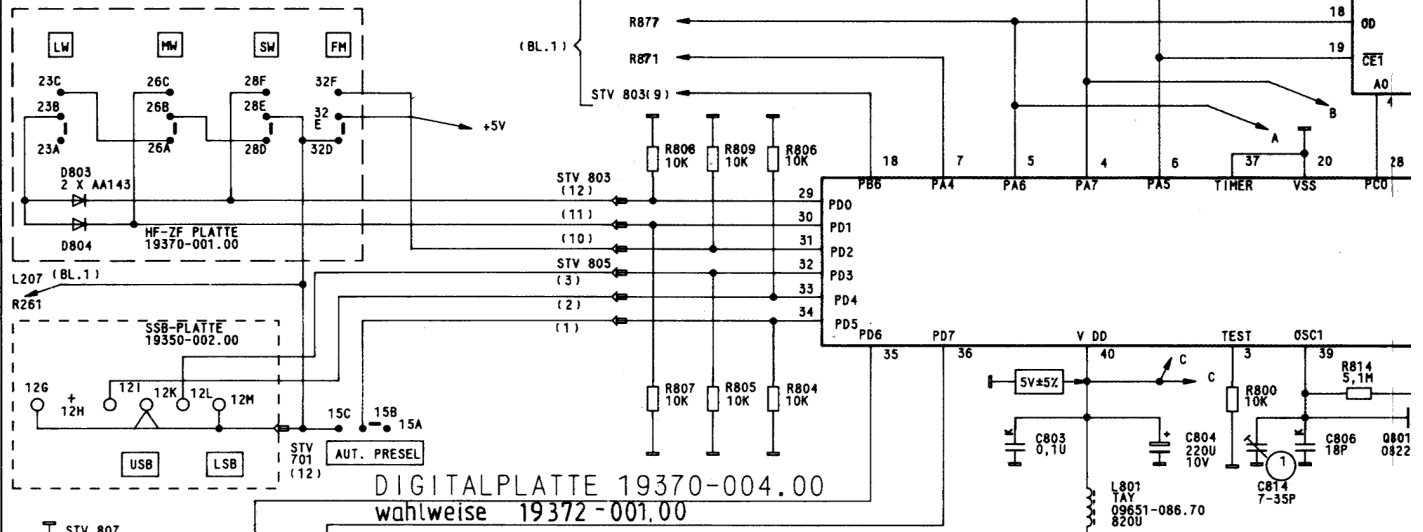 LW MW SW FM
23C 26C 28F 32F
23B 26B 28E 32 E
23A 26A 28D 32D
+5V
D803
2 X AA143
D804
HF-ZF PLATTE
19370-001.00
L207 (BL.1)
R261
SSB-PLATTE
19350-002.00
12G + 12H 12I 12K 12L 12M
USB LSB
STV 701 (12)
15C 15B 15A
AUT. PRESEL
(BL.1)
R877
R871
STV 803(9)
R808 10K R809 10K R806 10K
STV 803
(12)
(11)
(10)
STV 805
(3)
(2)
(1)
R807 10K R805 10K R804 10K
18 OD
19 CE1
A0
4
B
A
18 7 5 4 6 37 20 28
PB6 PA4 PA6 PA7 PA5 TIMER VSS PC0
29 PD0
30 PD1
31 PD2
32 PD3
33 PD4
34 PD5
PD6 PD7 V DD TEST OSC1
35 36 40 3 39
5V±5%
C
C
R800 10K
R814 5,1M
K C803 0,1U
+ C804 220U 10V
K C806 18P
Q801
0822
1
C814
7-35P
L801
TAY
09651-086.70
820U
DIGITALPLATTE 19370-004.00
wahlweise 19372-001.00
STV 807